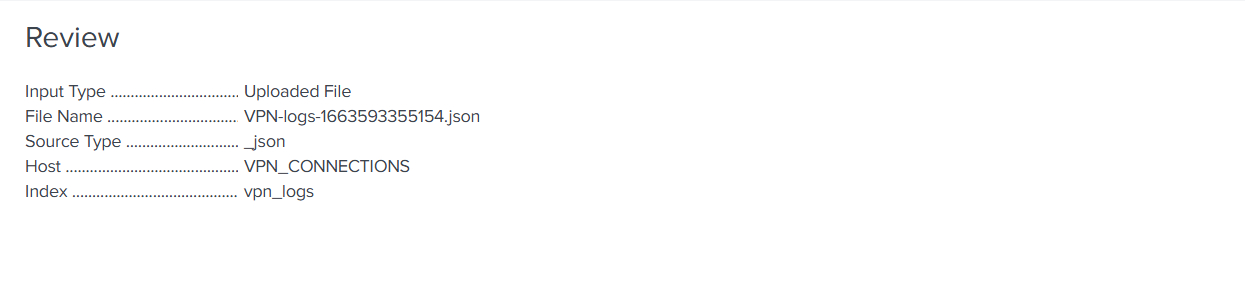 Review
Input Type ................................ Uploaded File
File Name ................................. VPN-logs-1663593355154.json
Source Type ............................ _json
Host ........................................... VPN_CONNECTIONS
Index ......................................... vpn_logs